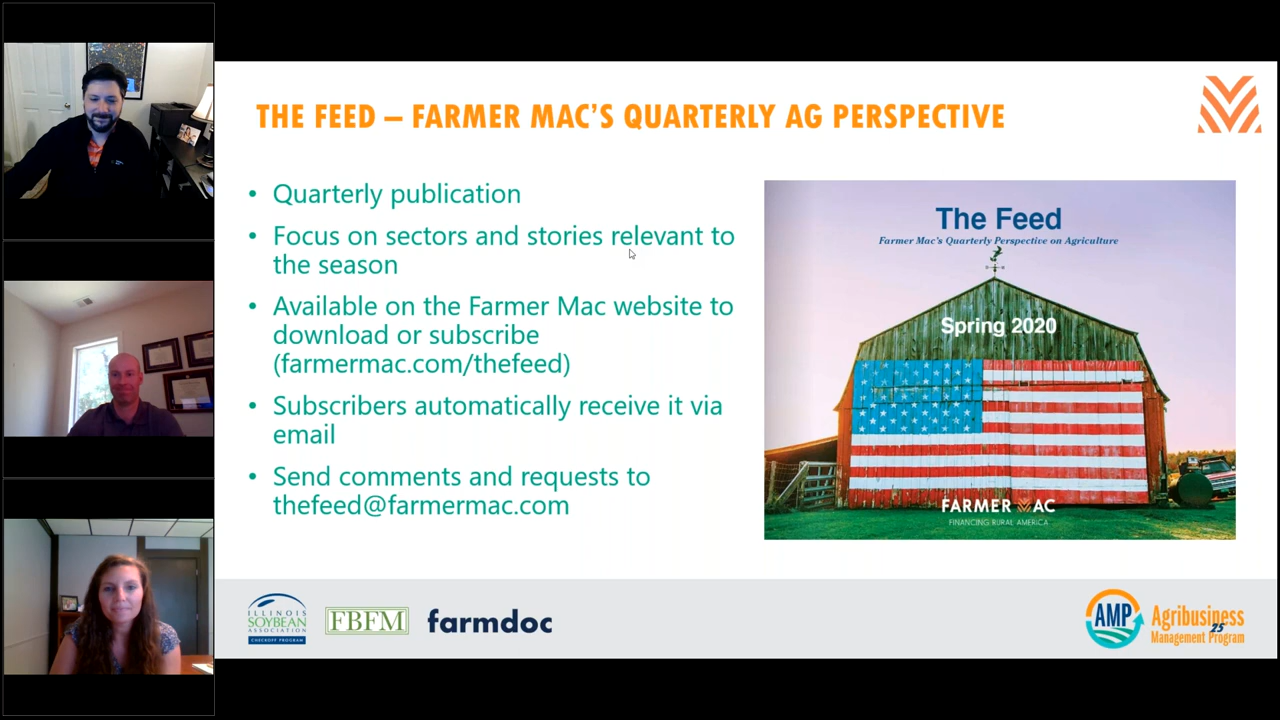 THE FEED – FARMER MAC'S QUARTERLY AG PERSPECTIVE
• Quarterly publication
• Focus on sectors and stories relevant to
the season
• Available on the Farmer Mac website to
download or subscribe
(farmermac.com/thefeed)
• Subscribers automatically receive it via
email
• Send comments and requests to
thefeed@farmermac.com
The Feed
Farmer Mac's Quarterly Perspective on Agriculture
Spring 2020
FARMER MAC
FINANCING RURAL AMERICA
ILLINOIS
SOYBEAN
ASSOCIATION
CHECKOFF PROGRAM
FBFM
farmdoc
AMP
Agribusiness
Management Program
25